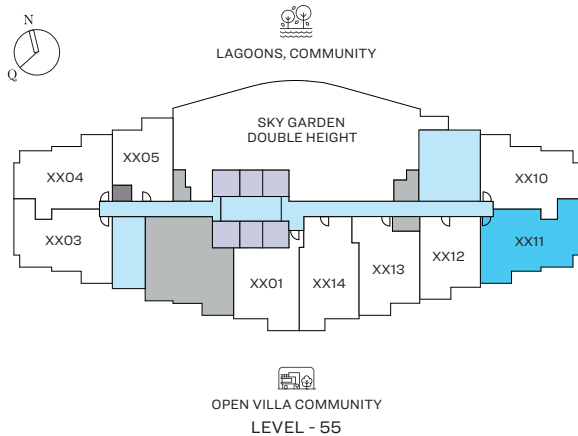 N
Q
LAGOONS, COMMUNITY
SKY GARDEN
DOUBLE HEIGHT
XX05
XX04
XX10
XX03
XX11
XX12
XX13
XX01
XX14
OPEN VILLA COMMUNITY
LEVEL - 55